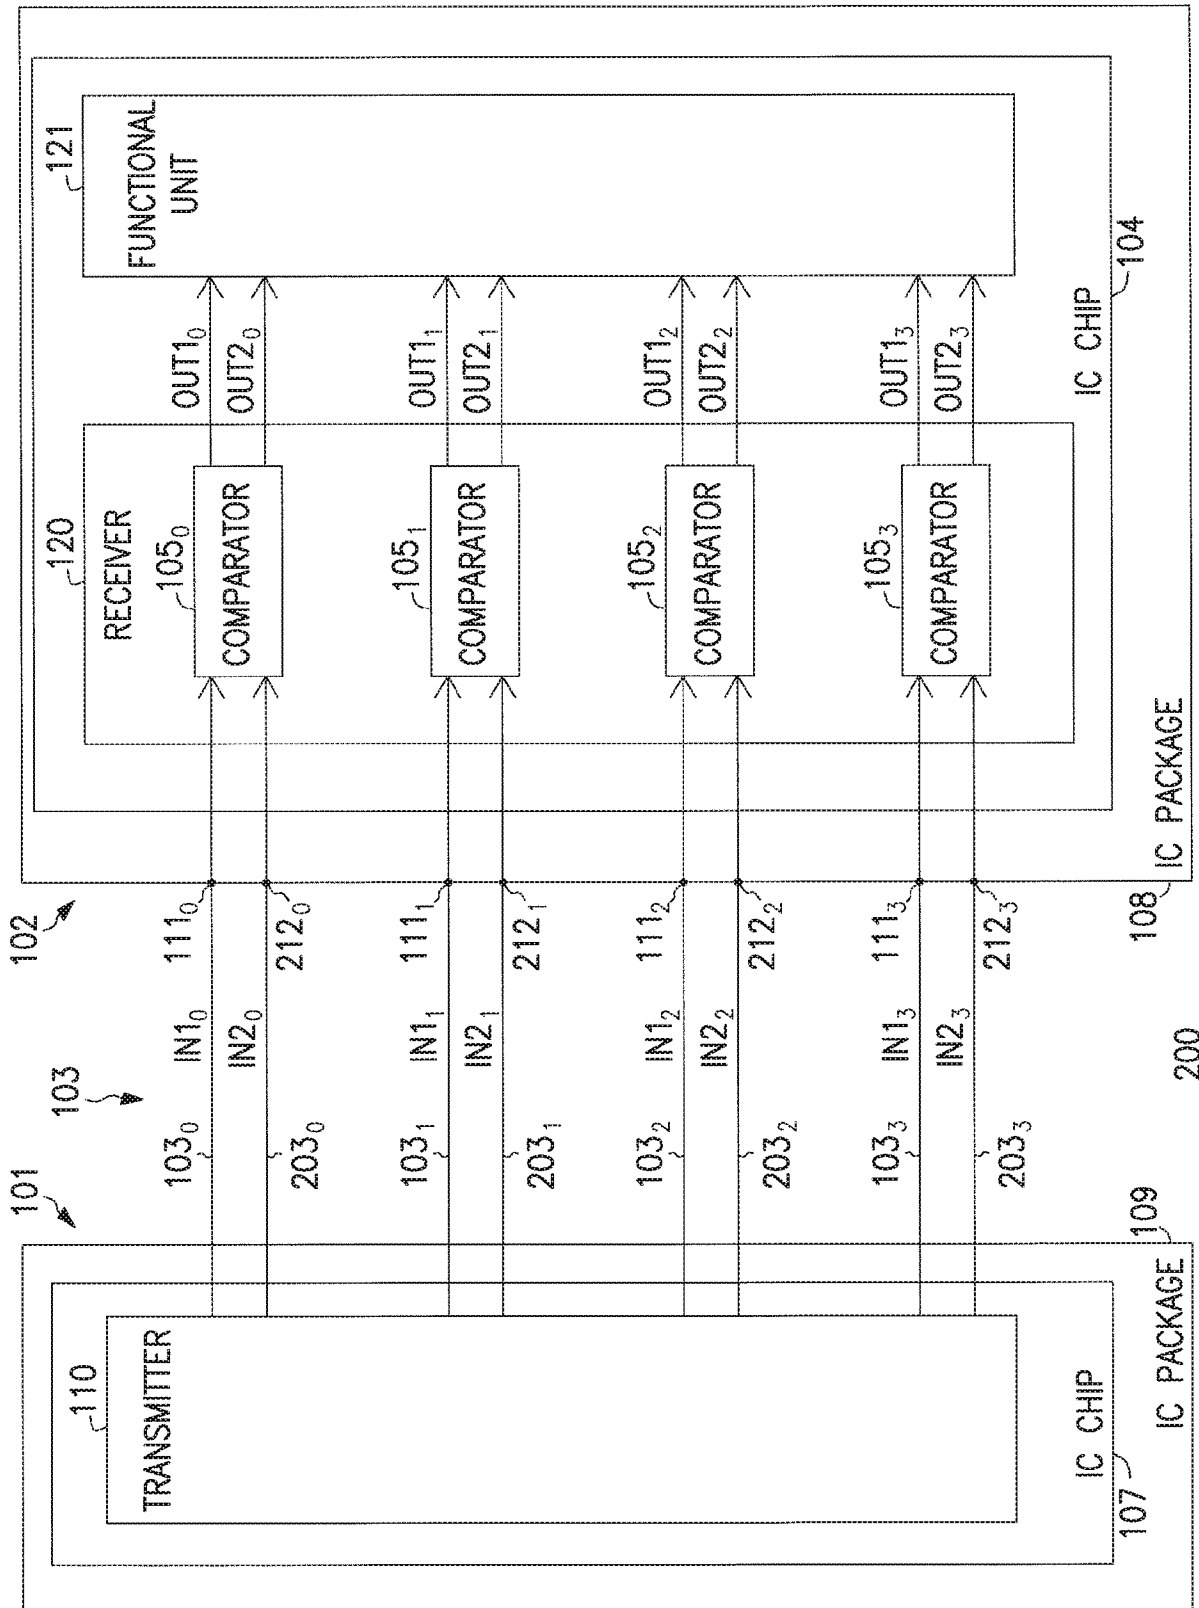 101
102
103
110
TRANSMITTER
IC CHIP
107
IC PACKAGE
109
103₀
IN1₀
111₀
203₀
IN2₀
212₀
103₁
IN1₁
111₁
203₁
IN2₁
212₁
103₂
IN1₂
111₂
203₂
IN2₂
212₂
103₃
IN1₃
111₃
203₃
IN2₃
212₃
120
RECEIVER
105₀
COMPARATOR
105₁
COMPARATOR
105₂
COMPARATOR
105₃
COMPARATOR
OUT1₀
OUT2₀
OUT1₁
OUT2₁
OUT1₂
OUT2₂
OUT1₃
OUT2₃
121
FUNCTIONAL
UNIT
IC CHIP
104
IC PACKAGE
108
200